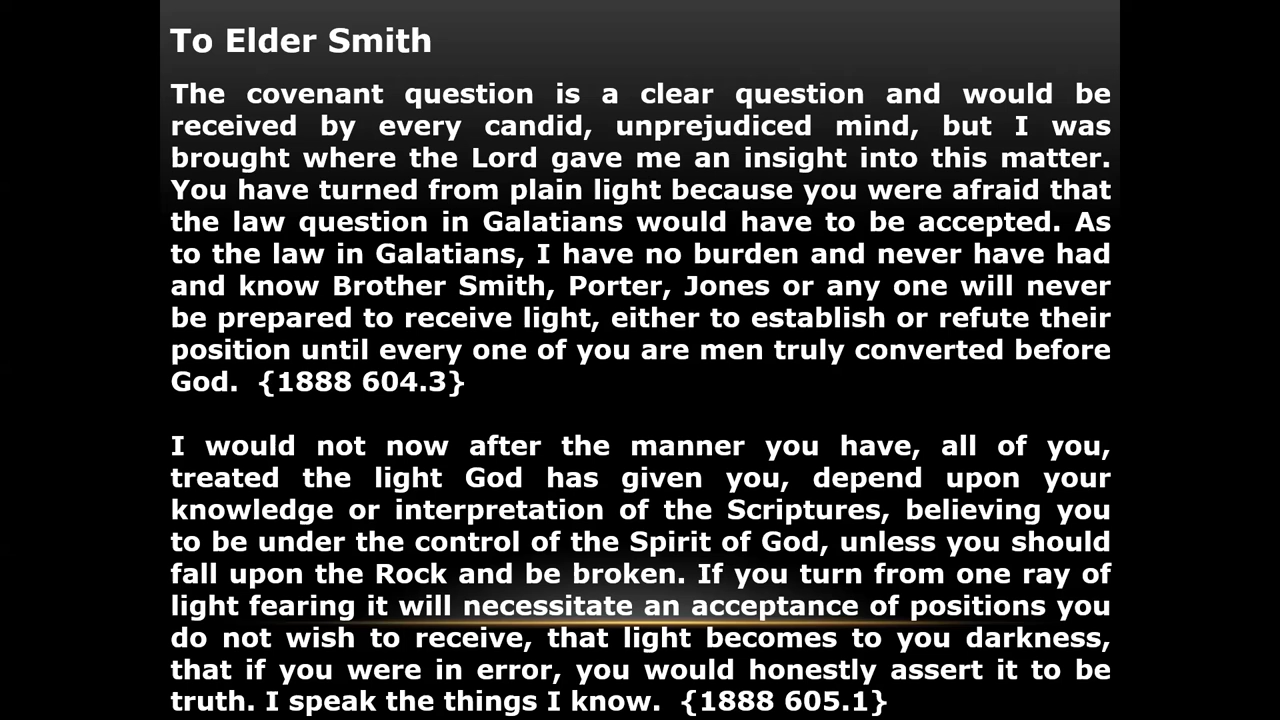 To Elder Smith
The covenant question is a clear question and would be
received by every candid, unprejudiced mind, but I was
brought where the Lord gave me an insight into this matter.
You have turned from plain light because you were afraid that
the law question in Galatians would have to be accepted. As
to the law in Galatians, I have no burden and never have had
and know Brother Smith, Porter, Jones or any one will never
be prepared to receive light, either to establish or refute their
position until every one of you are men truly converted before
God. {1888 604.3}
I would not now after the manner you have, all of you,
treated the light God has given you, depend upon your
knowledge or interpretation of the Scriptures, believing you
to be under the control of the Spirit of God, unless you should
fall upon the Rock and be broken. If you turn from one ray of
light fearing it will necessitate an acceptance of positions you
do not wish to receive, that light becomes to you darkness,
that if you were in error, you would honestly assert it to be
truth. I speak the things I know. {1888 605.1}